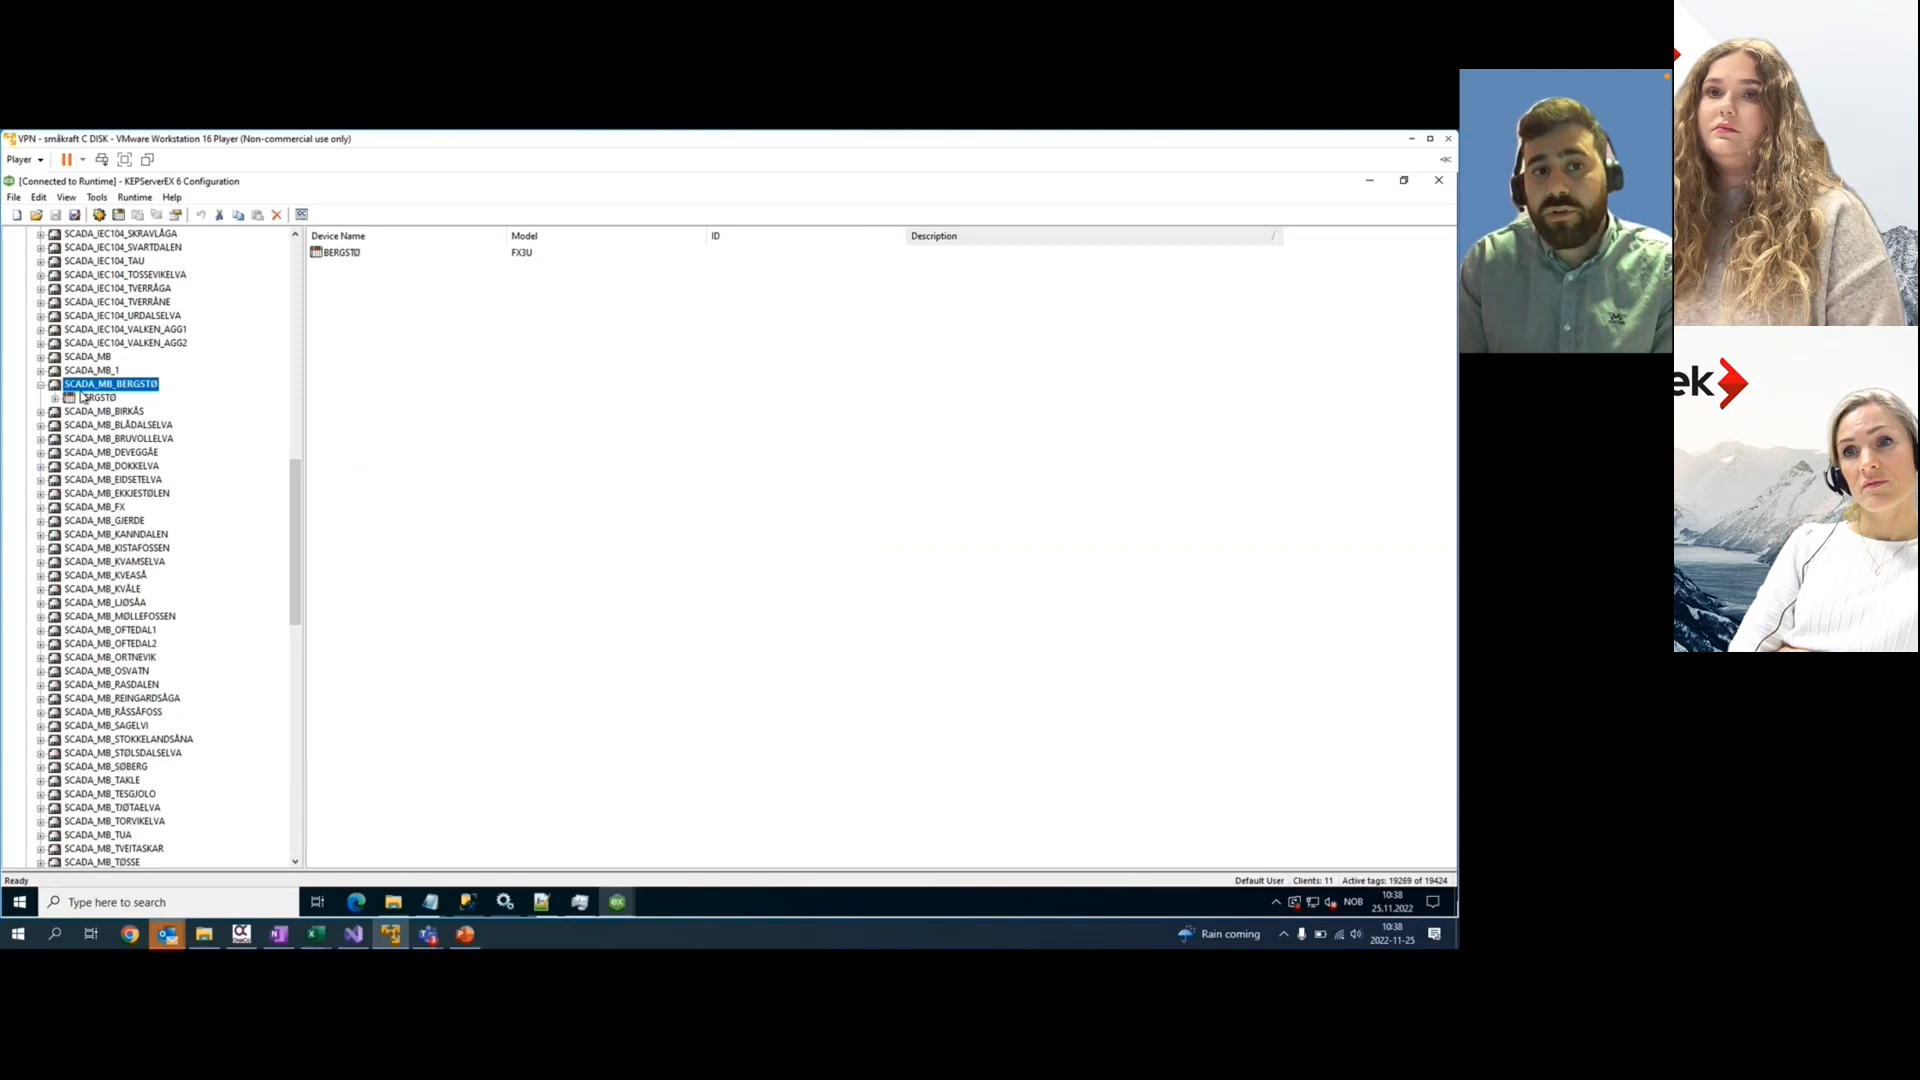 VPN - småkraft C DISK - VMware Workstation 16 Player (Non-commercial use only)
Player
[Connected to Runtime] - KEPServerEX 6 Configuration
File Edit View Tools Runtime Help
SCADA_IEC104_SKRAVLÅGA
SCADA_IEC104_SVARTDALEN
SCADA_IEC104_TAU
SCADA_IEC104_TOSSEVIKELVA
SCADA_IEC104_TVERRÅGA
SCADA_IEC104_TVERRÅNE
SCADA_IEC104_URDALSELVA
SCADA_IEC104_VALKEN_AGG1
SCADA_IEC104_VALKEN_AGG2
SCADA_MB
SCADA_MB_1
SCADA_MB_BERGSTØ
ERGSTØ
SCADA_MB_BIRKÅS
SCADA_MB_BLÅDALSELVA
SCADA_MB_BRUVOLLELVA
SCADA_MB_DEVEGGÅE
SCADA_MB_DOKKELVA
SCADA_MB_EIDSETELVA
SCADA_MB_EKKJESTØLEN
SCADA_MB_FX
SCADA_MB_GJERDE
SCADA_MB_KANNDALEN
SCADA_MB_KISTAFOSSEN
SCADA_MB_KVAMSELVA
SCADA_MB_KVEASÅ
SCADA_MB_KVÅLE
SCADA_MB_LJØSÅA
SCADA_MB_MØLLEFOSSEN
SCADA_MB_OFTEDAL1
SCADA_MB_OFTEDAL2
SCADA_MB_ORTNEVIK
SCADA_MB_OSVATN
SCADA_MB_RASDALEN
SCADA_MB_REINGARDSÅGA
SCADA_MB_RÅSSÅFOSS
SCADA_MB_SAGELVI
SCADA_MB_STOKKELANDSÅNA
SCADA_MB_STØLSDALSELVA
SCADA_MB_SØBERG
SCADA_MB_TAKLE
SCADA_MB_TESGJOLO
SCADA_MB_TJØTAELVA
SCADA_MB_TORVIKELVA
SCADA_MB_TUA
SCADA_MB_TVEITASKAR
SCADA_MB_TØSSE
Device Name Model ID Description
BERGSTØ FX3U
Ready
Default User Clients: 11 Active tags: 19269 of 19424
Type here to search
NOB
10:38
25.11.2022
Rain coming
10:38
2022-11-25
ek